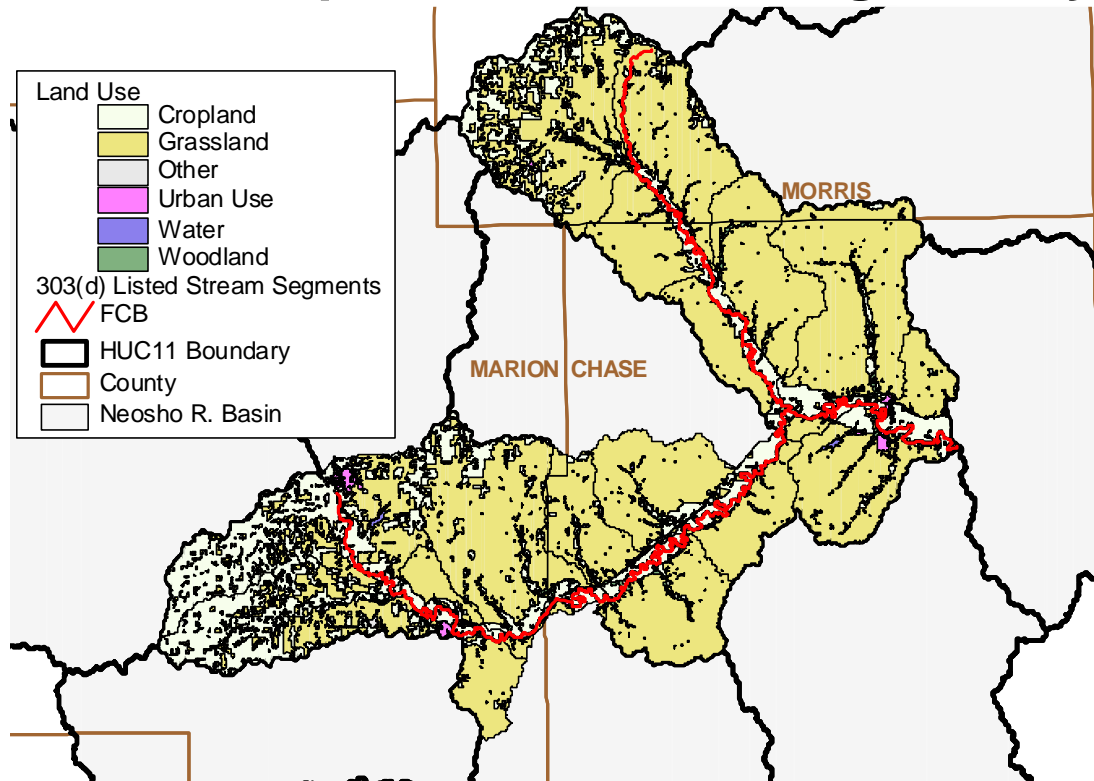 Land Use
Cropland
Grassland
Other
Urban Use
Water
Woodland
303(d) Listed Stream Segments
FCB
HUC11 Boundary
County
Neosho R. Basin
MORRIS
MARION CHASE